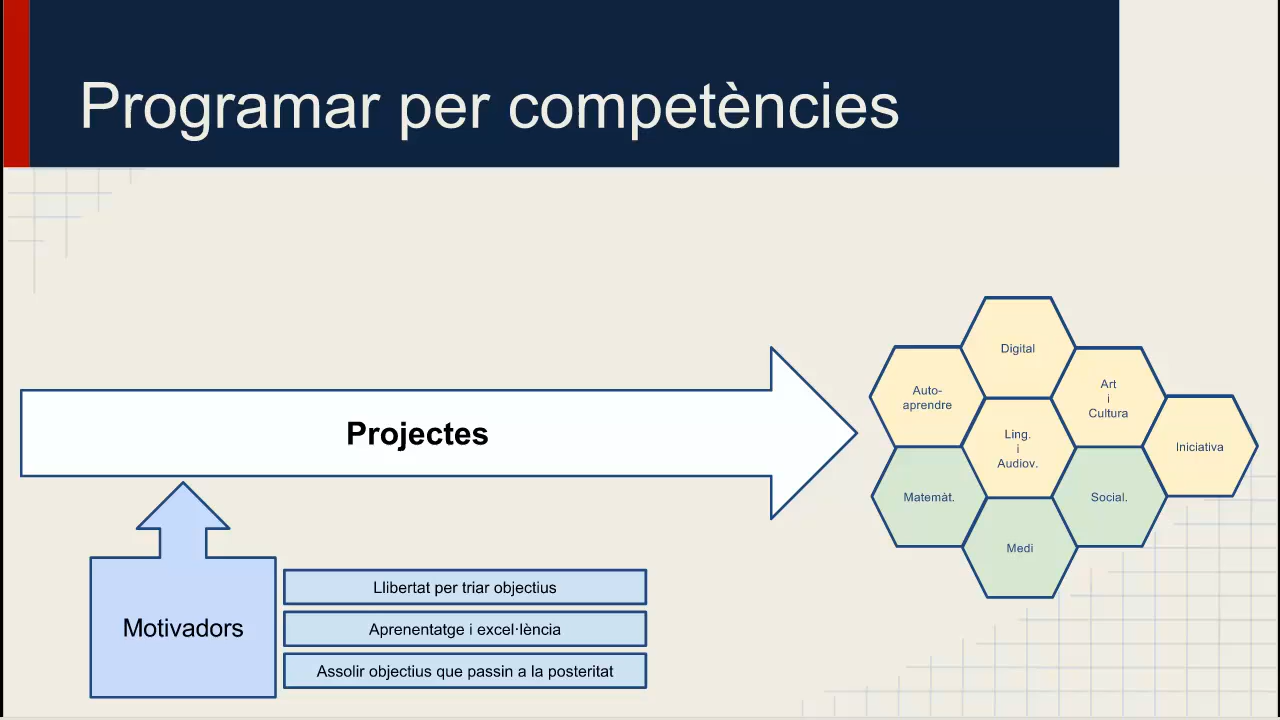 Programar per competències
Digital
Auto-
aprendre
Art
i
Cultura
Ling.
i
Audiov.
Iniciativa
Projectes
Matemàt.
Social.
Medi
Motivadors
Llibertat per triar objectius
Aprenentatge i excel·lència
Assolir objectius que passin a la posteritat